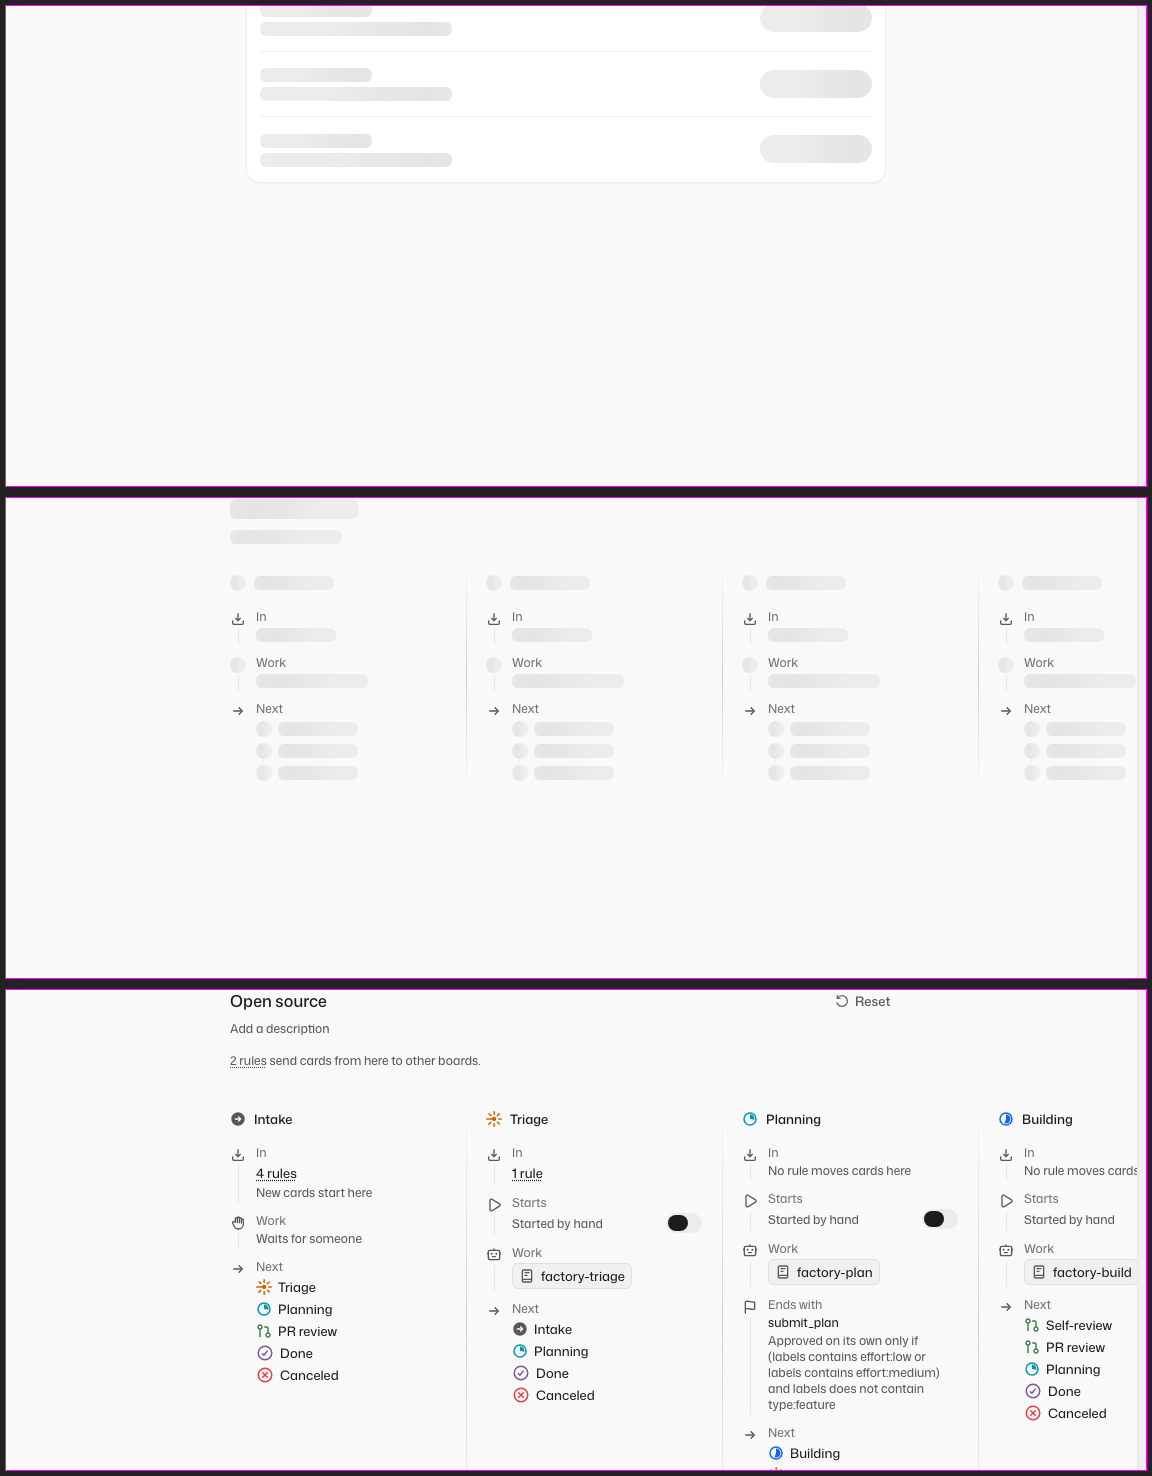 In
In
In
In
Work
Work
Work
Work
Next
Next
Next
Next
Open source
Reset
Add a description
2 rules send cards from here to other boards.
Intake
In
4 rules
New cards start here
Work
Waits for someone
Next
Triage
Planning
PR review
Done
Canceled
Triage
In
1 rule
Starts
Started by hand
Work
factory-triage
Next
Intake
Planning
Done
Canceled
Planning
In
No rule moves cards here
Starts
Started by hand
Work
factory-plan
Ends with
submit_plan
Approved on its own only if
(labels contains effort:low or
labels contains effort:medium)
and labels does not contain
type:feature
Next
Building
Building
In
No rule moves cards
Starts
Started by hand
Work
factory-build
Next
Self-review
PR review
Planning
Done
Canceled